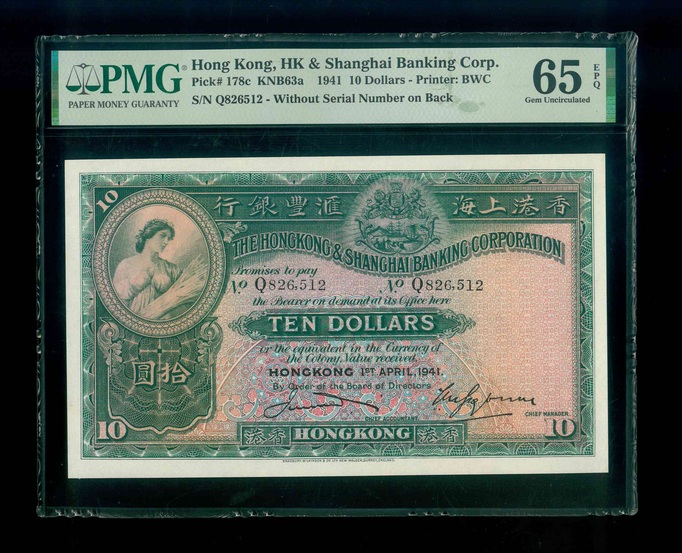 PMG
PAPER MONEY GUARANTY
Hong Kong, HK & Shanghai Banking Corp.
Pick# 178c KNB63a 1941 10 Dollars - Printer: BWC
S/N Q826512 - Without Serial Number on Back
65 EPQ
Gem Uncirculated
10
行銀豐滙 海上港香
THE HONGKONG & SHANGHAI BANKING CORPORATION
Promises to pay
No Q826,512 No Q826,512
the Bearer on demand at its Office here
TEN DOLLARS
or the equivalent in the Currency of
the Colony, Value received.
HONGKONG 1ST APRIL, 1941.
By Order of the Board of Directors
圓拾
CHIEF ACCOUNTANT
CHIEF MANAGER.
10 港香 HONGKONG 港香 10